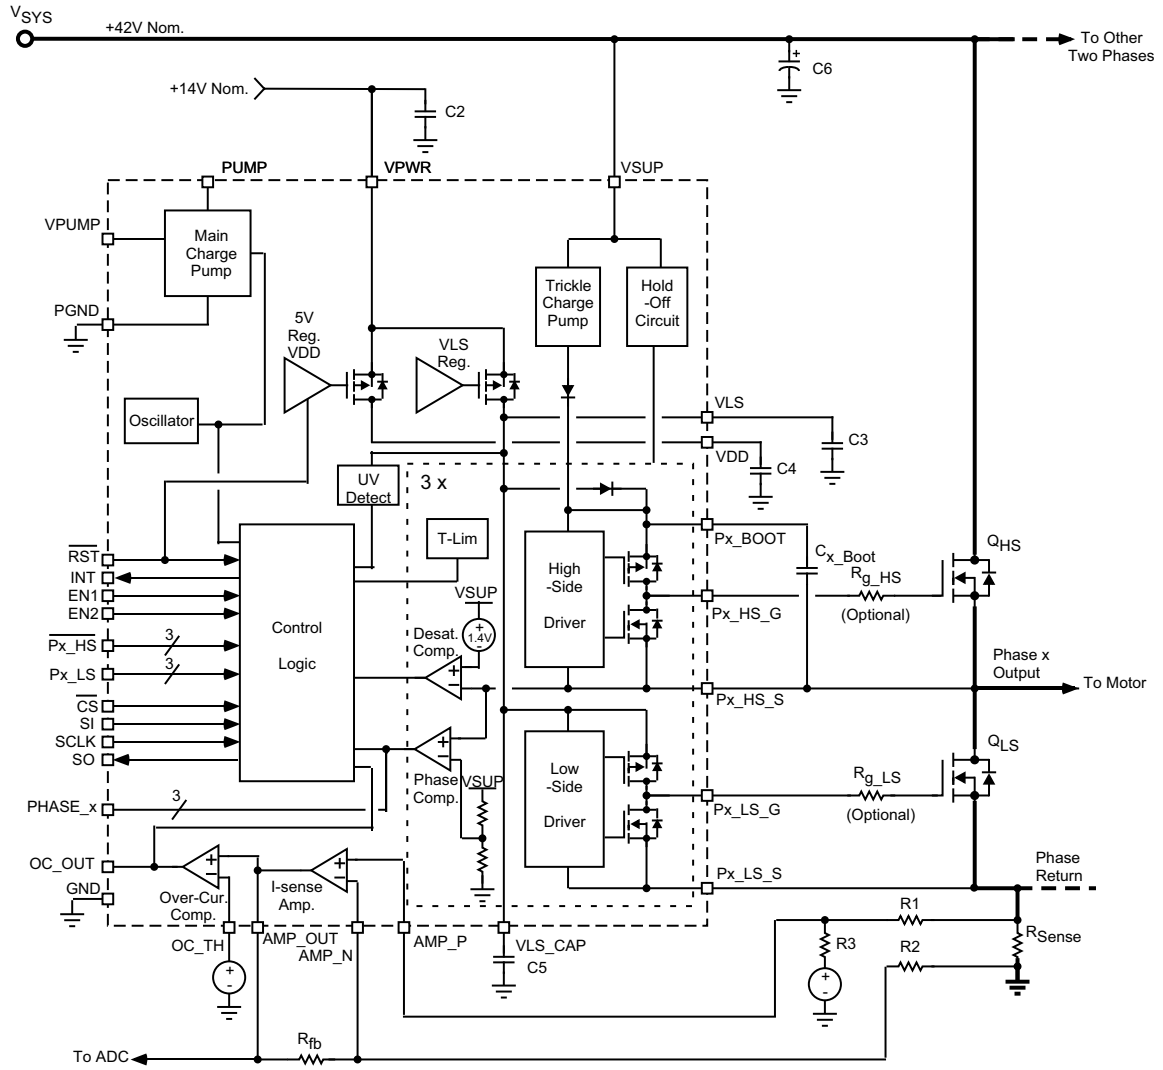 VSYS
+42V Nom.
To Other
Two Phases
C6
+14V Nom.
C2
PUMP
VPWR
VSUP
VPUMP
Main
Charge
Pump
PGND
Trickle
Charge
Pump
Hold
-Off
Circuit
5V
Reg.
VDD
VLS
Reg.
Oscillator
VLS
C3
VDD
C4
UV
Detect
3 x
T-Lim
Px_BOOT
Cx_Boot
QHS
RST
INT
EN1
EN2
High
-Side
Driver
Rg_HS
(Optional)
Px_HS_G
VSUP
+
1.4V
-
Control
Logic
Desat.
Comp.
+
-
Px_HS
3
Px_LS
3
Phase x
Output
To Motor
Px_HS_S
CS
SI
SCLK
SO
QLS
+
-
Phase
Comp.
VSUP
Low
-Side
Driver
Rg_LS
(Optional)
Px_LS_G
PHASE_x
3
OC_OUT
+
-
Over-Cur.
Comp.
I-sense
Amp.
+
-
Px_LS_S
Phase
Return
GND
R1
RSense
OC_TH
AMP_OUT
AMP_N
AMP_P
VLS_CAP
C5
R3
R2
+
-
+
-
Rfb
To ADC